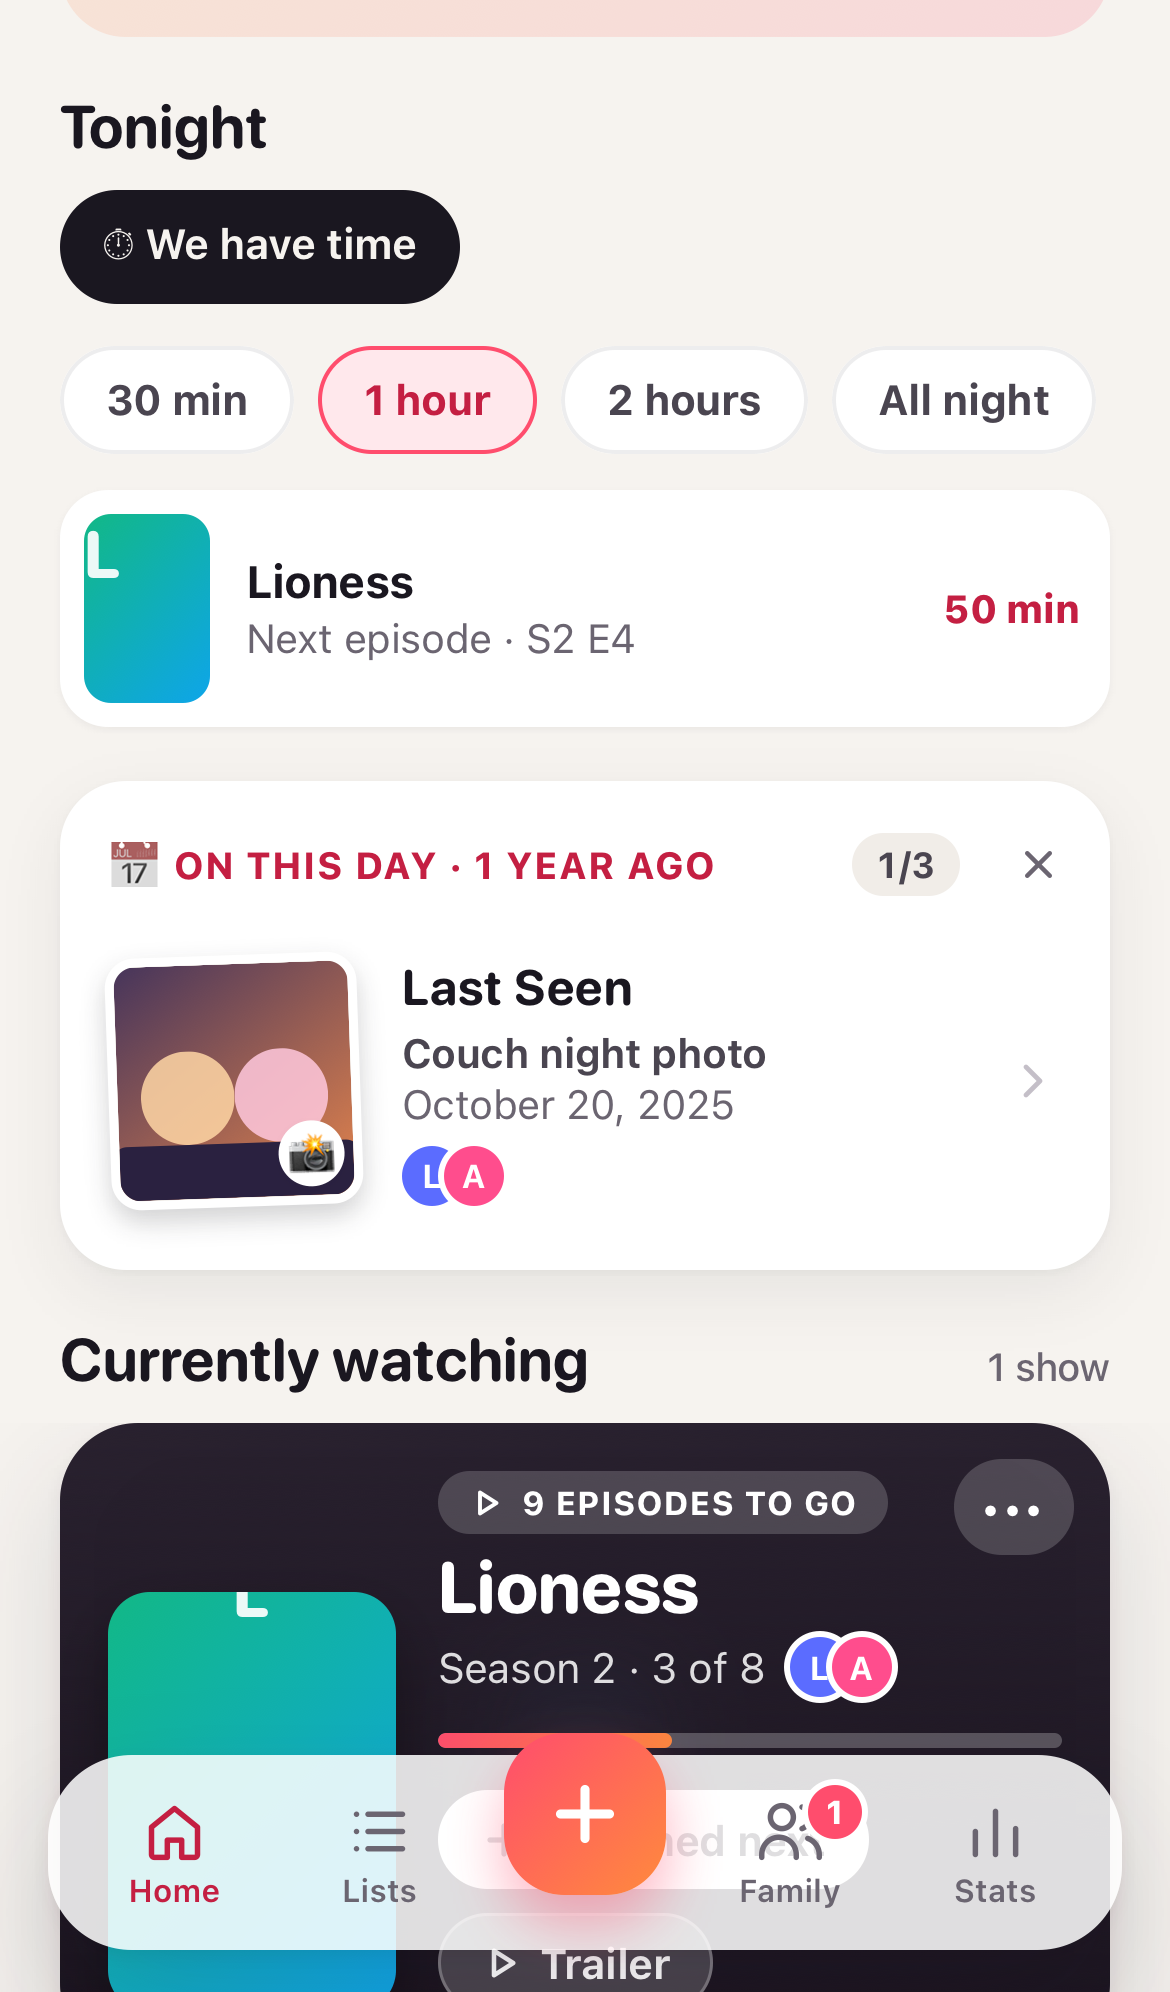 Tonight
⏱ We have time
30 min
1 hour
2 hours
All night
L
Lioness
Next episode · S2 E4
50 min
JUL
17
ON THIS DAY · 1 YEAR AGO
1/3
Last Seen
Couch night photo
October 20, 2025
L A
Currently watching
1 show
9 EPISODES TO GO
Lioness
L
Season 2 · 3 of 8
L A
1
Home
Lists
Family
Stats
Trailer